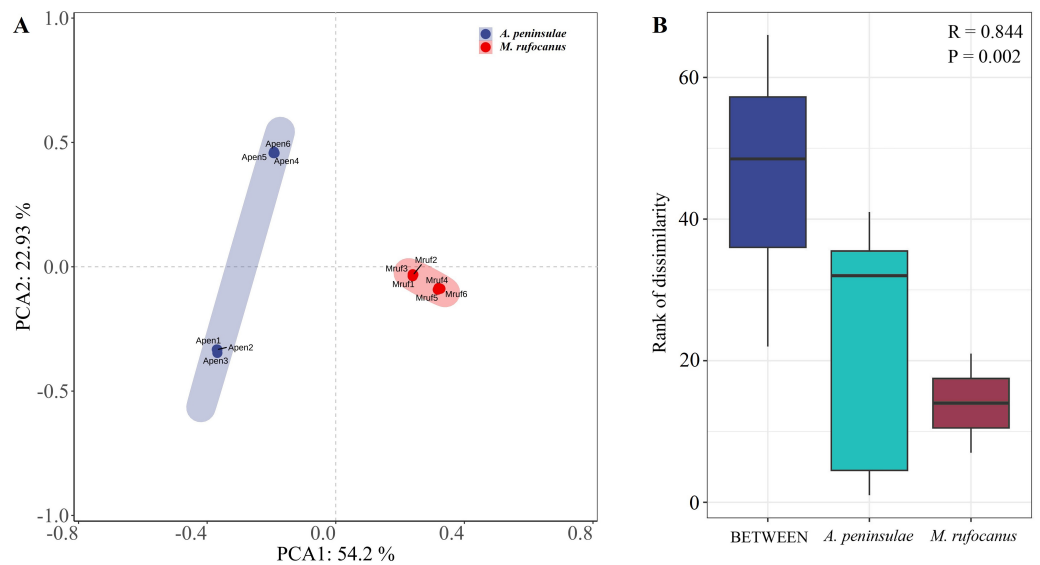 A
1.0
0.5
0.0
-0.5
-1.0
PCA2: 22.93 %
A. peninsulae
M. rufocanus
Apen6
Apen5
Apen4
Mruf2
Mruf3
Mruf1
Mruf4
Mruf5
Mruf6
Apen1
Apen2
Apen3
-0.8
-0.4
0.0
0.4
0.8
PCA1: 54.2 %
B
R = 0.844
P = 0.002
60
40
20
0
Rank of dissimilarity
BETWEEN
A. peninsulae
M. rufocanus